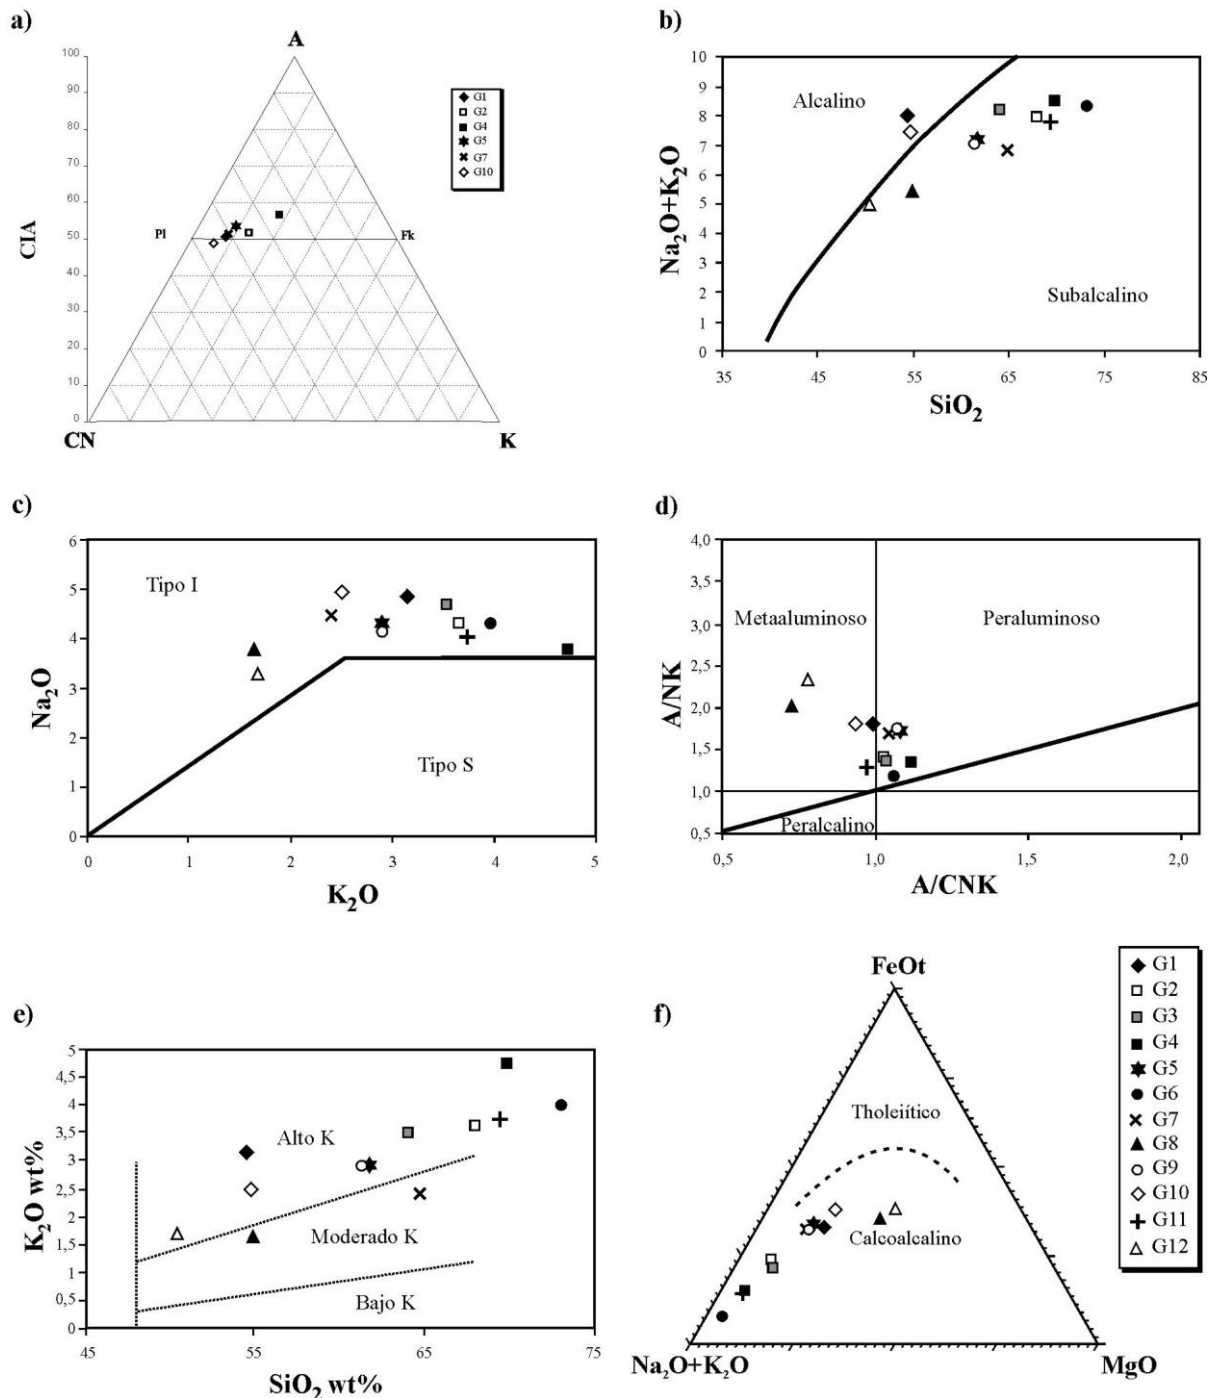 a)
A
100
90
80
70
60
50
40
30
20
10
0
CIA
Pl
Fk
CN
K
G1
G2
G4
G5
G7
G10
b)
10
9
8
7
6
5
4
3
2
1
0
Na₂O+K₂O
Alcalino
Subalcalino
35
45
55
65
75
85
SiO₂
c)
6
5
4
3
2
1
0
Na₂O
Tipo I
Tipo S
0
1
2
3
4
5
K₂O
d)
4,0
3,5
3,0
2,5
2,0
1,5
1,0
0,5
A/NK
Metaaluminoso
Peraluminoso
Peralcalino
0,5
1,0
1,5
2,0
A/CNK
e)
5
4,5
4
3,5
3
2,5
2
1,5
1
0,5
0
K₂O wt%
Alto K
Moderado K
Bajo K
45
55
65
75
SiO₂ wt%
f)
FeOt
Tholeiítico
Calcoalcalino
Na₂O+K₂O
MgO
G1
G2
G3
G4
G5
G6
G7
G8
G9
G10
G11
G12